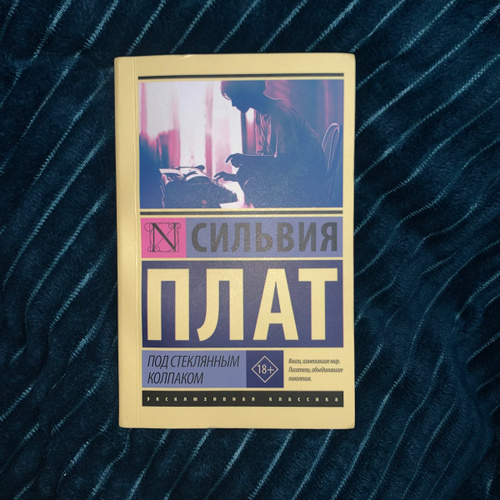 N
СИЛЬВИЯ
ПЛАТ
ПОД СТЕКЛЯННЫМ
КОЛПАКОМ
18+
Книги, изменившие мир.
Писатели, объединившие
поколения.
эксклюзивная классика